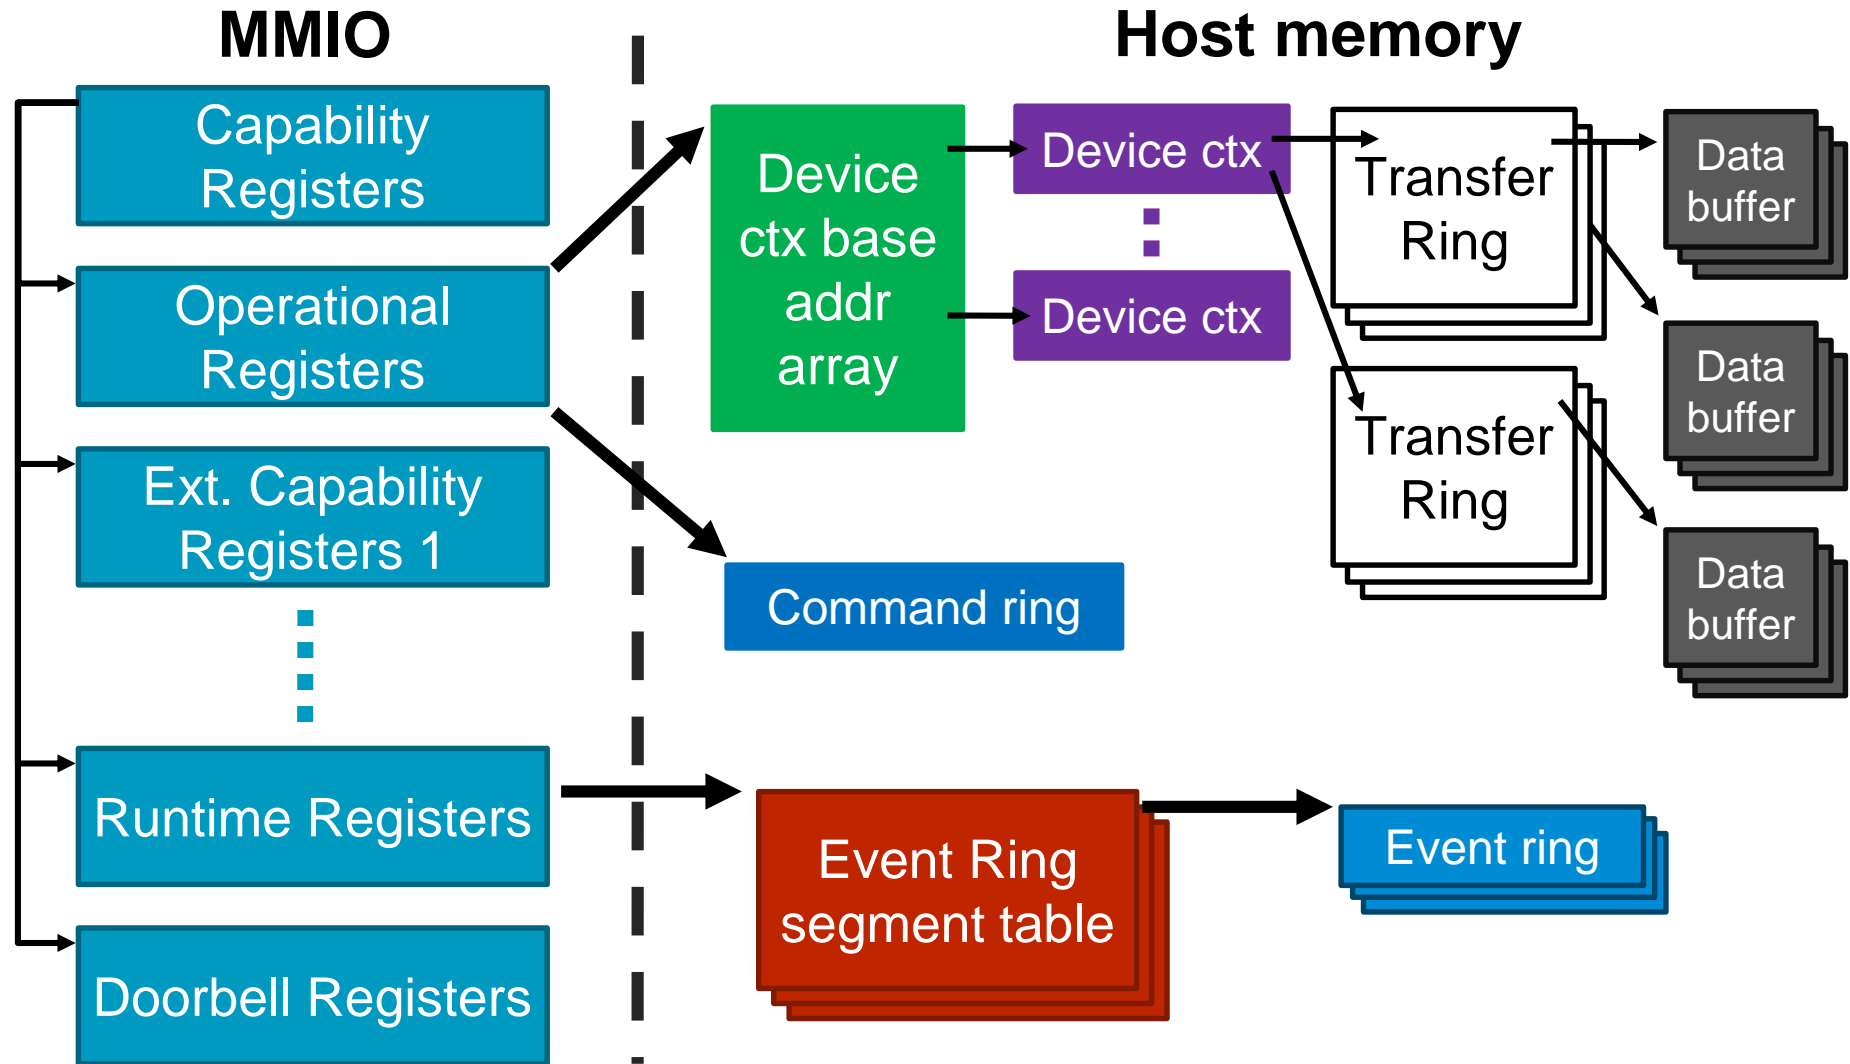 MMIO
Host memory
Capability
Registers
Operational
Registers
Ext. Capability
Registers 1
Runtime Registers
Doorbell Registers
Device
ctx base
addr
array
Device ctx
Device ctx
Transfer
Ring
Transfer
Ring
Data
buffer
Data
buffer
Data
buffer
Command ring
Event Ring
segment table
Event ring